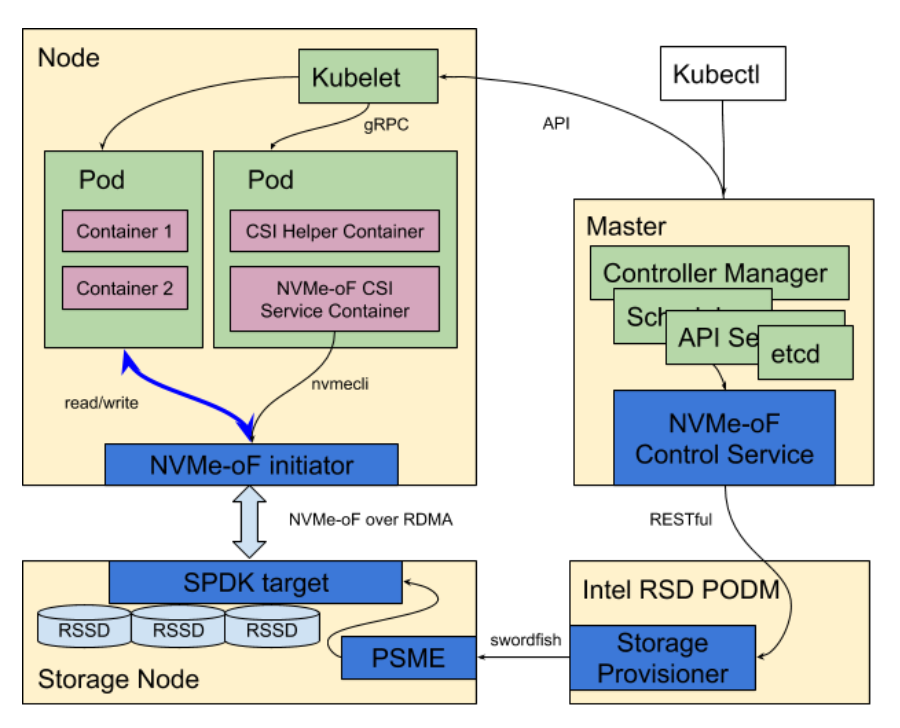 Node
Kubelet
Kubectl
gRPC
API
Pod
Pod
Container 1
CSI Helper Container
Container 2
NVMe-oF CSI
Service Container
Master
Controller Manager
API Se
etcd
read/write
nvmecli
NVMe-oF
Control Service
NVMe-oF initiator
NVMe-oF over RDMA
RESTful
SPDK target
RSSD
RSSD
RSSD
Intel RSD PODM
swordfish
Storage
Provisioner
PSME
Storage Node